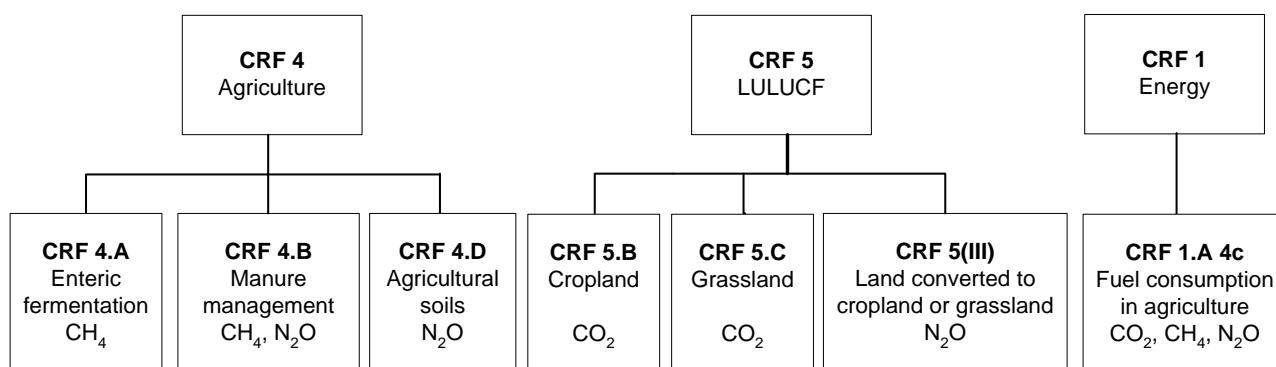 CRF 4
Agriculture
CRF 5
LULUCF
CRF 1
Energy
CRF 4.A
Enteric
fermentation
CH₄
CRF 4.B
Manure
management
CH₄, N₂O
CRF 4.D
Agricultural
soils
N₂O
CRF 5.B
Cropland
CO₂
CRF 5.C
Grassland
CO₂
CRF 5(III)
Land converted to
cropland or grassland
N₂O
CRF 1.A 4c
Fuel consumption
in agriculture
CO₂, CH₄, N₂O